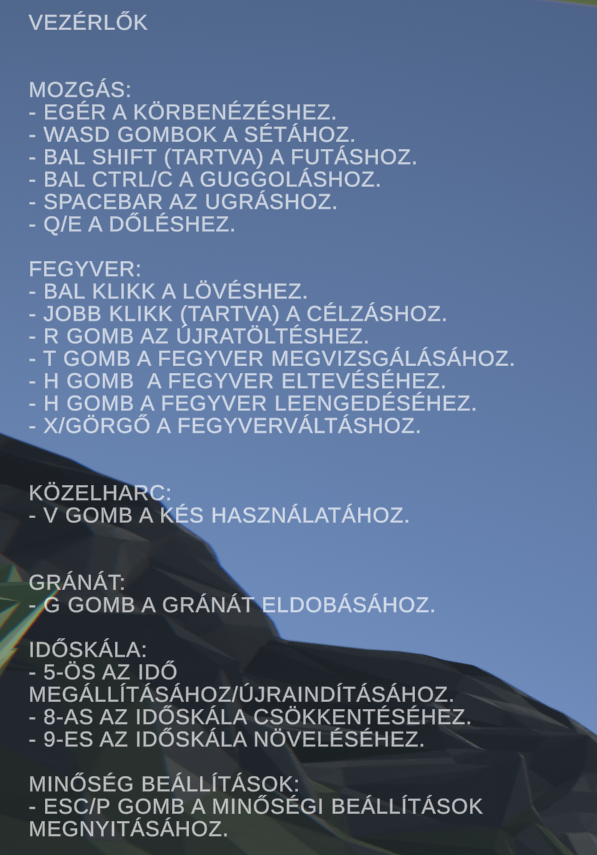 VEZÉRLŐK
MOZGÁS:
- EGÉR A KÖRBENÉZÉSHEZ.
- WASD GOMBOK A SÉTÁHOZ.
- BAL SHIFT (TARTVA) A FUTÁSHOZ.
- BAL CTRL/C A GUGGOLÁSHOZ.
- SPACEBAR AZ UGRÁSHOZ.
- Q/E A DŐLÉSHEZ.
FEGYVER:
- BAL KLIKK A LÖVÉSHEZ.
- JOBB KLIKK (TARTVA) A CÉLZÁSHOZ.
- R GOMB AZ ÚJRATÖLTÉSHEZ.
- T GOMB A FEGYVER MEGVIZSGÁLÁSÁHOZ.
- H GOMB  A FEGYVER ELTEVÉSÉHEZ.
- H GOMB A FEGYVER LEENGEDÉSÉHEZ.
- X/GÖRGŐ A FEGYVERVÁLTÁSHOZ.
KÖZELHARC:
- V GOMB A KÉS HASZNÁLATÁHOZ.
GRÁNÁT:
- G GOMB A GRÁNÁT ELDOBÁSÁHOZ.
IDŐSKÁLA:
- 5-ÖS AZ IDŐ
MEGÁLLÍTÁSÁHOZ/ÚJRAINDÍTÁSÁHOZ.
- 8-AS AZ IDŐSKÁLA CSÖKKENTÉSÉHEZ.
- 9-ES AZ IDŐSKÁLA NÖVELÉSÉHEZ.
MINŐSÉG BEÁLLÍTÁSOK:
- ESC/P GOMB A MINŐSÉGI BEÁLLÍTÁSOK
MEGNYITÁSÁHOZ.